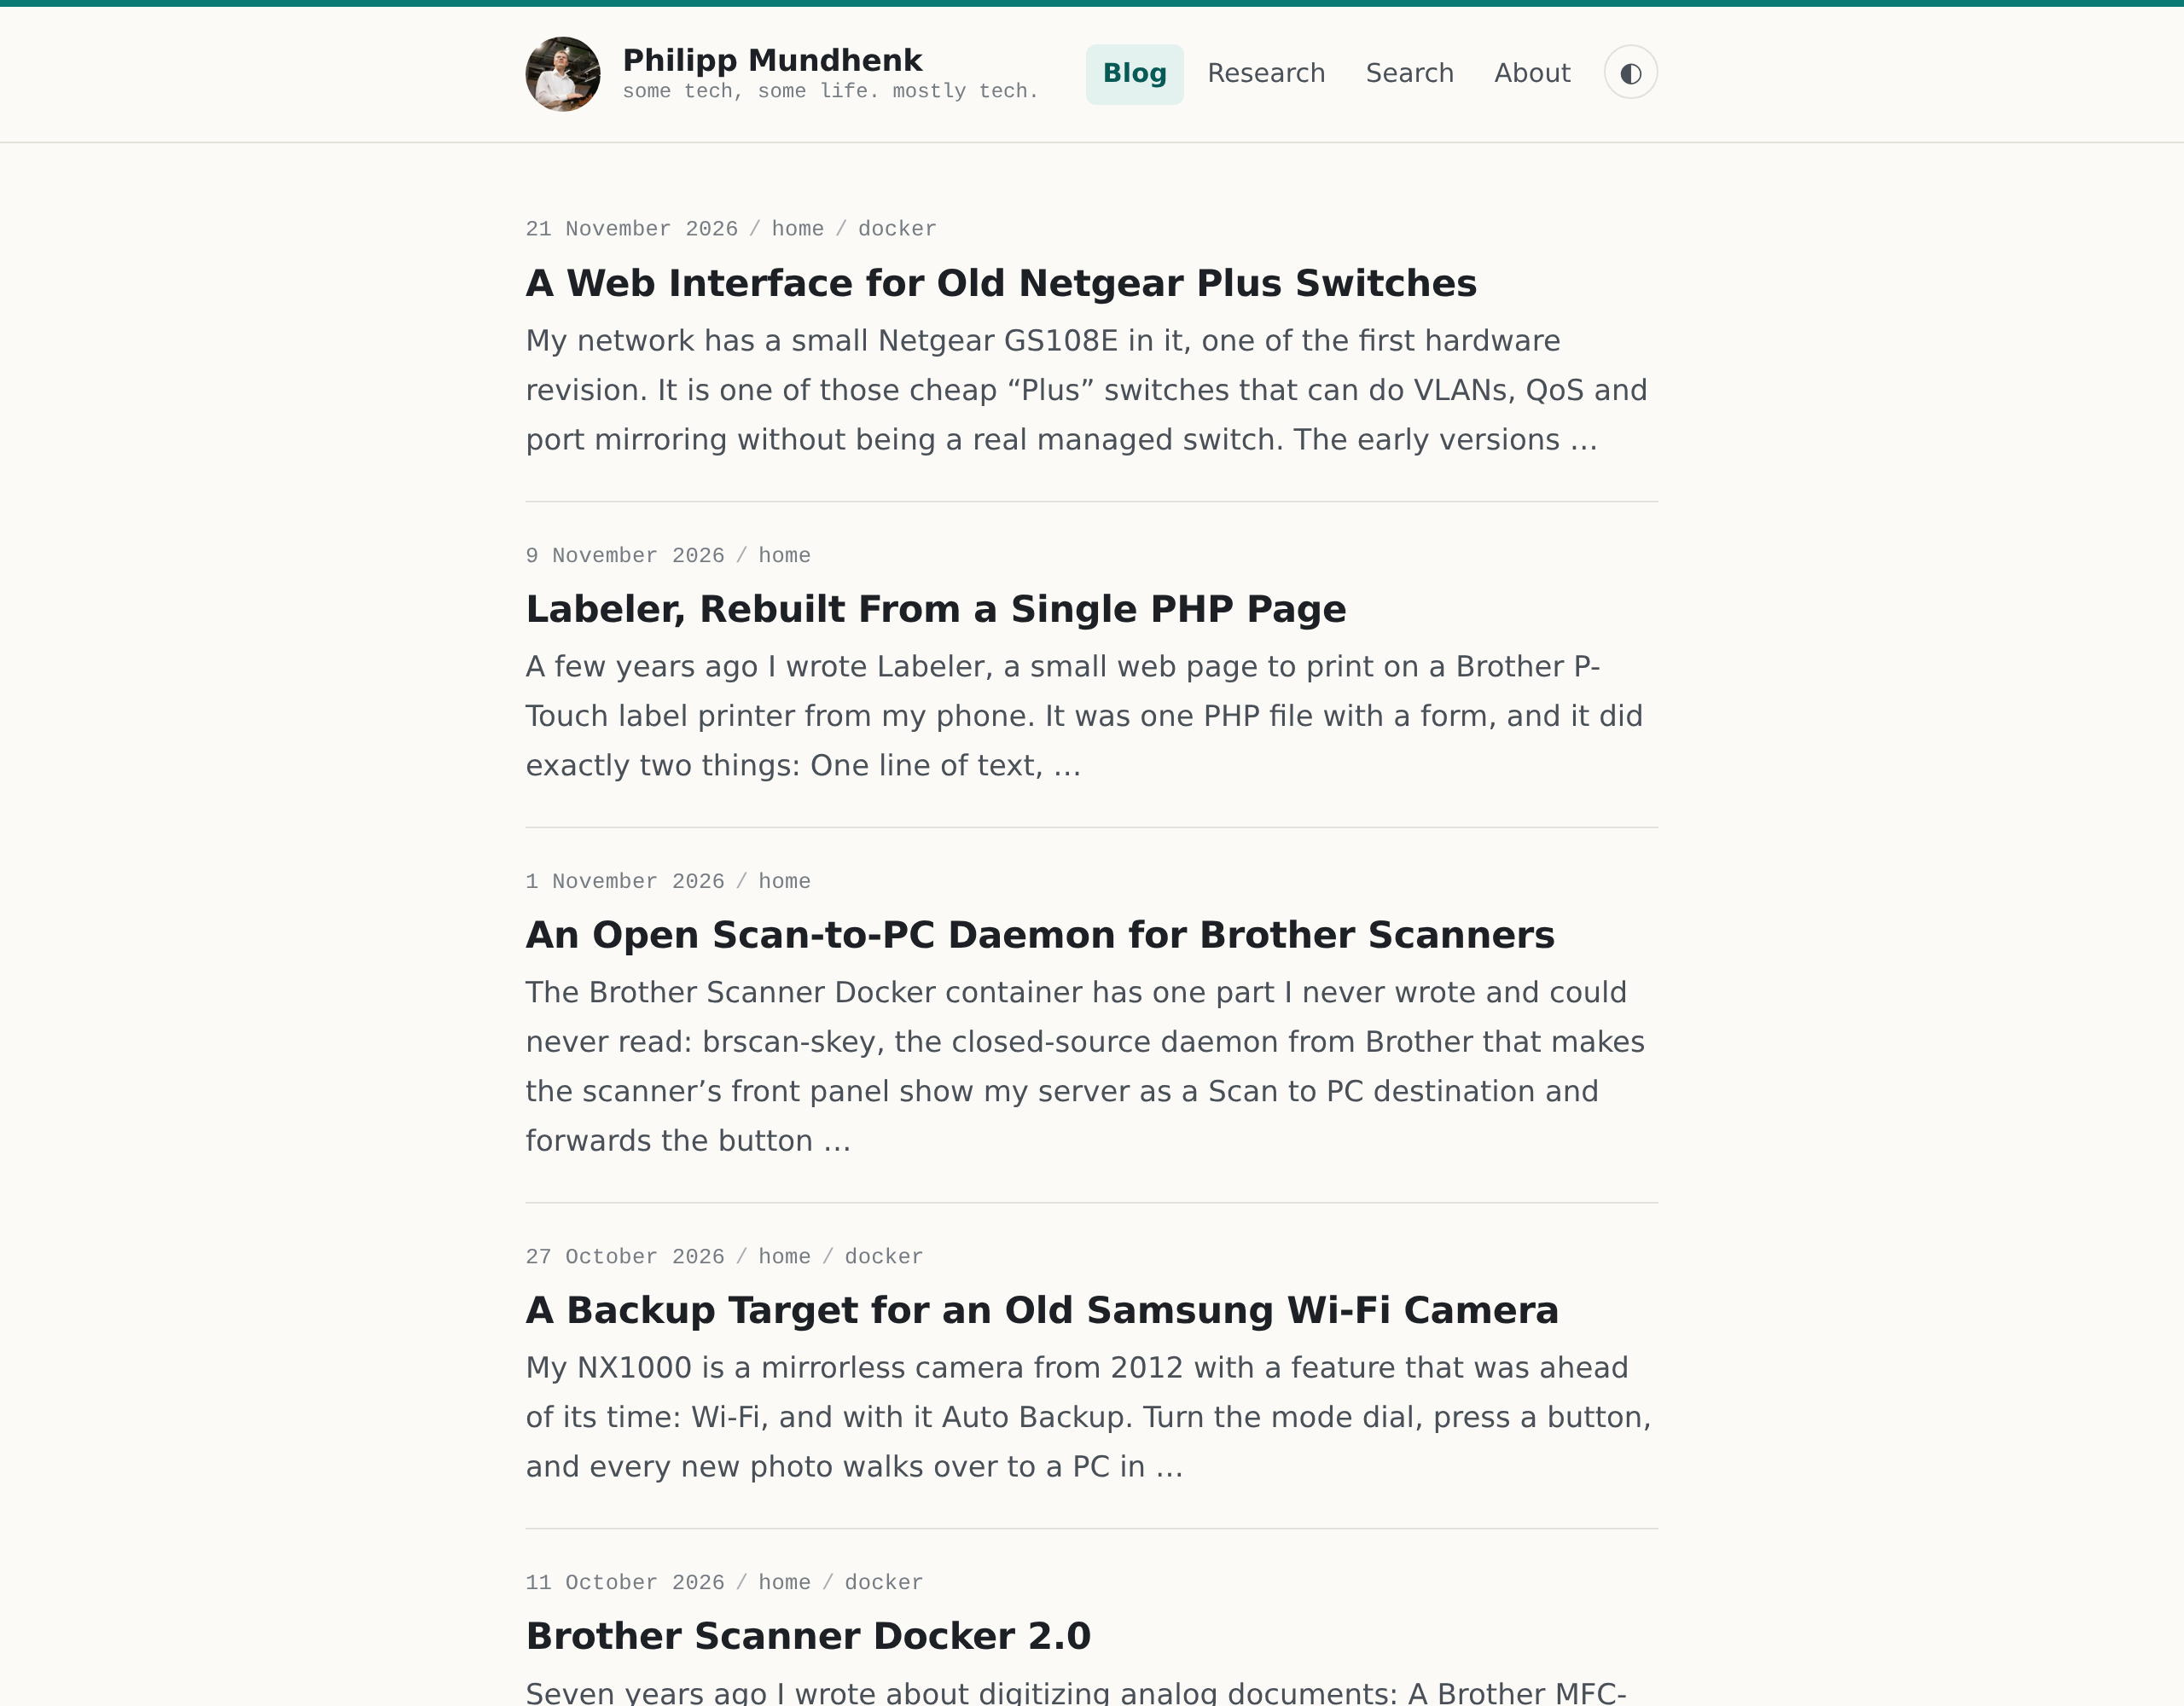 Philipp Mundhenk
some tech, some life. mostly tech.
Blog Research Search About
21 November 2026 / home / docker
A Web Interface for Old Netgear Plus Switches
My network has a small Netgear GS108E in it, one of the first hardware
revision. It is one of those cheap “Plus” switches that can do VLANs, QoS and
port mirroring without being a real managed switch. The early versions …
9 November 2026 / home
Labeler, Rebuilt From a Single PHP Page
A few years ago I wrote Labeler, a small web page to print on a Brother P-
Touch label printer from my phone. It was one PHP file with a form, and it did
exactly two things: One line of text, …
1 November 2026 / home
An Open Scan-to-PC Daemon for Brother Scanners
The Brother Scanner Docker container has one part I never wrote and could
never read: brscan-skey, the closed-source daemon from Brother that makes
the scanner’s front panel show my server as a Scan to PC destination and
forwards the button …
27 October 2026 / home / docker
A Backup Target for an Old Samsung Wi-Fi Camera
My NX1000 is a mirrorless camera from 2012 with a feature that was ahead
of its time: Wi-Fi, and with it Auto Backup. Turn the mode dial, press a button,
and every new photo walks over to a PC in …
11 October 2026 / home / docker
Brother Scanner Docker 2.0
Seven years ago I wrote about digitizing analog documents: A Brother MFC-